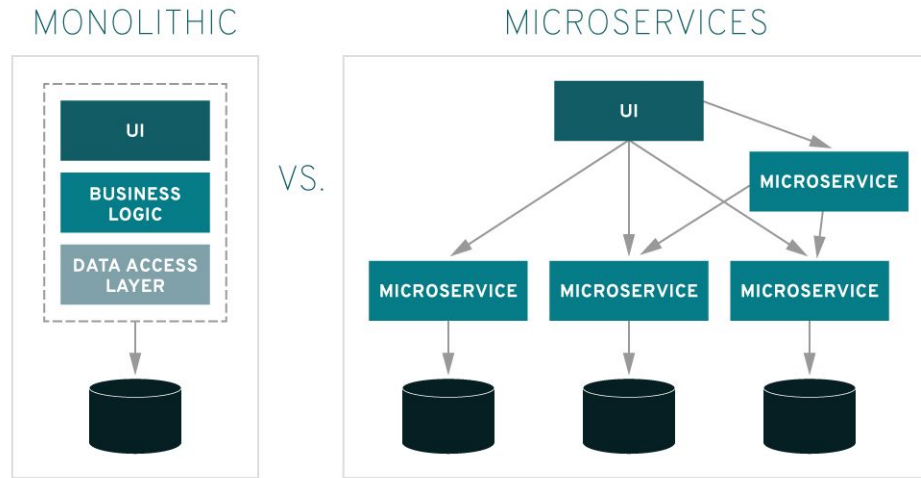 MONOLITHIC
UI
BUSINESS
LOGIC
DATA ACCESS
LAYER
VS.
MICROSERVICES
UI
MICROSERVICE
MICROSERVICE
MICROSERVICE
MICROSERVICE